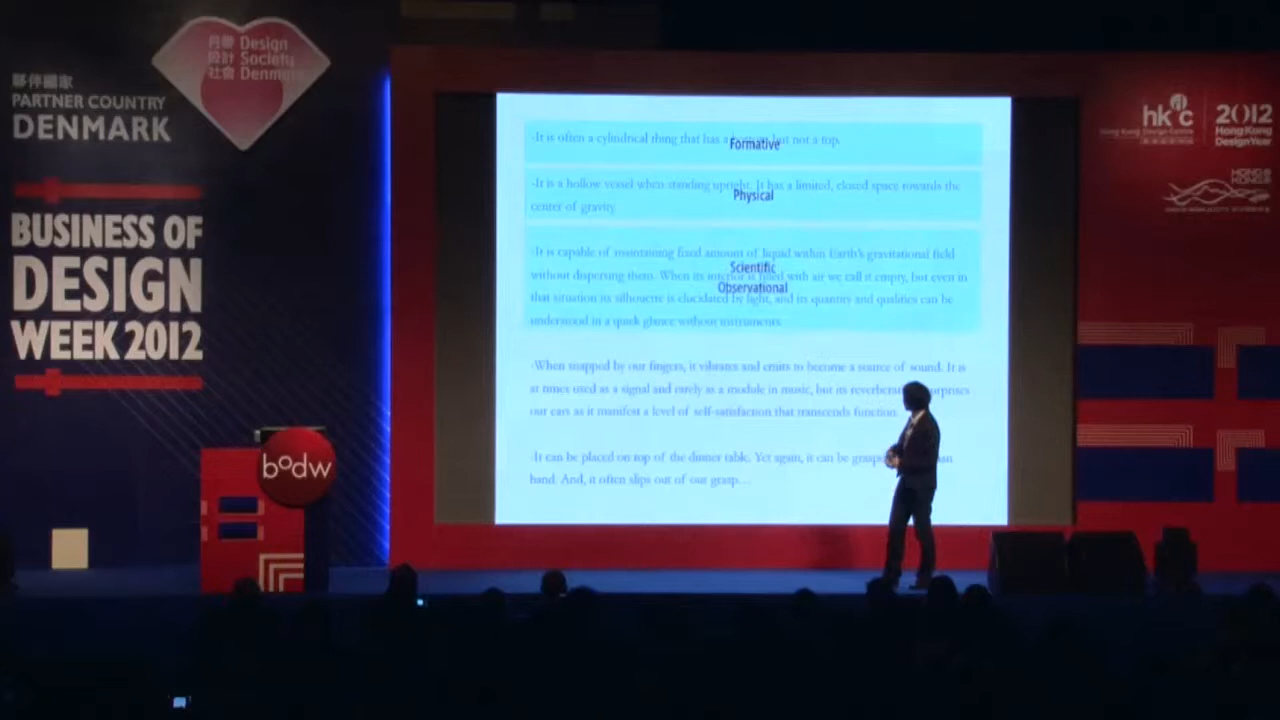 夥伴國家
PARTNER COUNTRY
DENMARK
丹麥 Design
設計 Society
社會 Denmark
BUSINESS OF
DESIGN
WEEK 2012
bodw
-It is often a cylindrical thing that has a bottom but not a top.
Formative
-It is a hollow vessel when standing upright. It has a limited, closed space towards the
center of gravity.
Physical
-It is capable of maintaining fixed amount of liquid within Earth's gravitational field
without dispersing them. When its interior is filled with air we call it empty, but even in
that situation its silhouette is elucidated by light, and its quantity and qualities can be
understood in a quick glance without instruments.
Scientific
Observational
-When snapped by our fingers, it vibrates and emits to become a source of sound. It is
at times used as a signal and rarely as a module in music, but its surprises
our ears as it manifest a level of self-satisfaction that transcends function.
-It can be placed on top of the dinner table. Yet again, it can be
hand. And, it often slips out of our grasp…
hkdc
Hong Kong Design Centre
2012
Hong Kong
Design Year